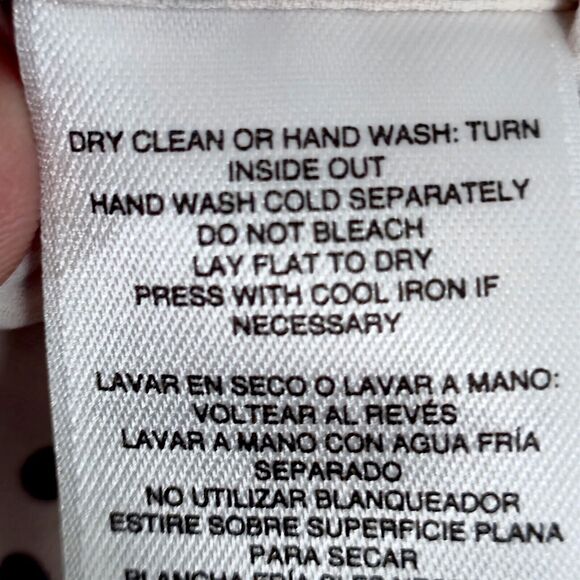 DRY CLEAN OR HAND WASH: TURN
INSIDE OUT
HAND WASH COLD SEPARATELY
DO NOT BLEACH
LAY FLAT TO DRY
PRESS WITH COOL IRON IF
NECESSARY
LAVAR EN SECO O LAVAR A MANO:
VOLTEAR AL REVÉS
LAVAR A MANO CON AGUA FRÍA
SEPARADO
NO UTILIZAR BLANQUEADOR
ESTIRE SOBRE SUPERFICIE PLANA
PARA SECAR
PLANCHA FRÍA